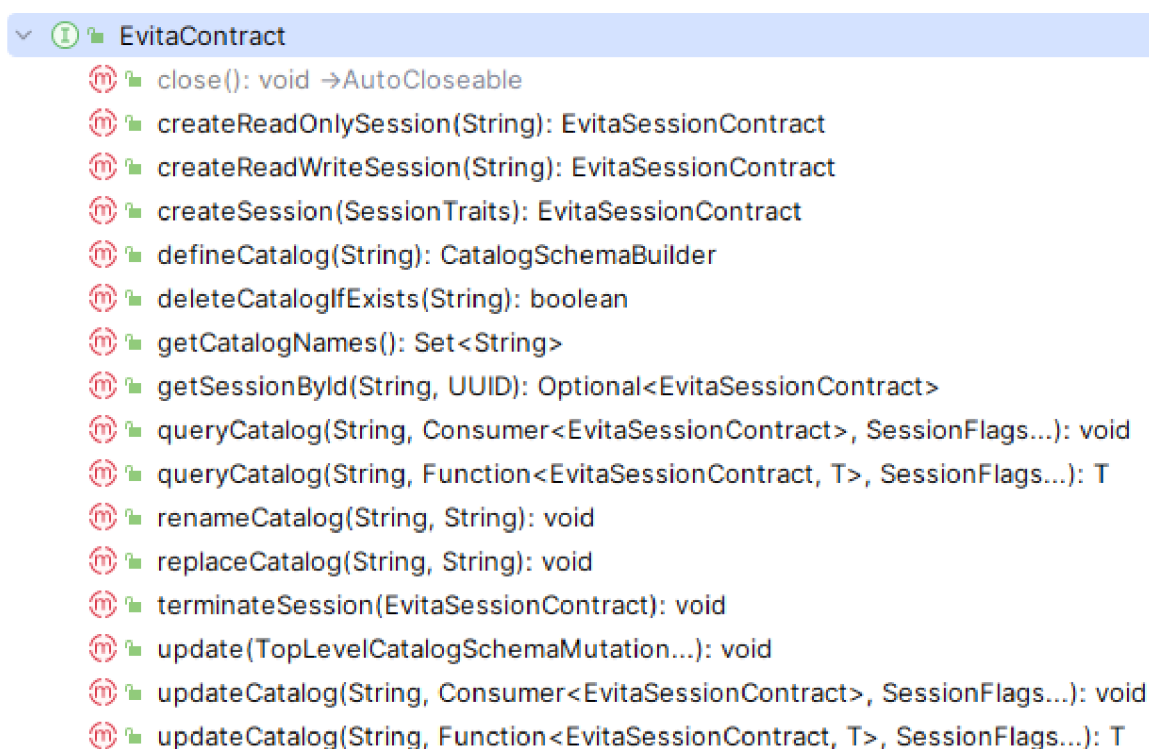 EvitaContract
close(): void →AutoCloseable
createReadOnlySession(String): EvitaSessionContract
createReadWriteSession(String): EvitaSessionContract
createSession(SessionTraits): EvitaSessionContract
defineCatalog(String): CatalogSchemaBuilder
deleteCatalogIfExists(String): boolean
getCatalogNames(): Set<String>
getSessionById(String, UUID): Optional<EvitaSessionContract>
queryCatalog(String, Consumer<EvitaSessionContract>, SessionFlags...): void
queryCatalog(String, Function<EvitaSessionContract, T>, SessionFlags...): T
renameCatalog(String, String): void
replaceCatalog(String, String): void
terminateSession(EvitaSessionContract): void
update(TopLevelCatalogSchemaMutation...): void
updateCatalog(String, Consumer<EvitaSessionContract>, SessionFlags...): void
updateCatalog(String, Function<EvitaSessionContract, T>, SessionFlags...): T